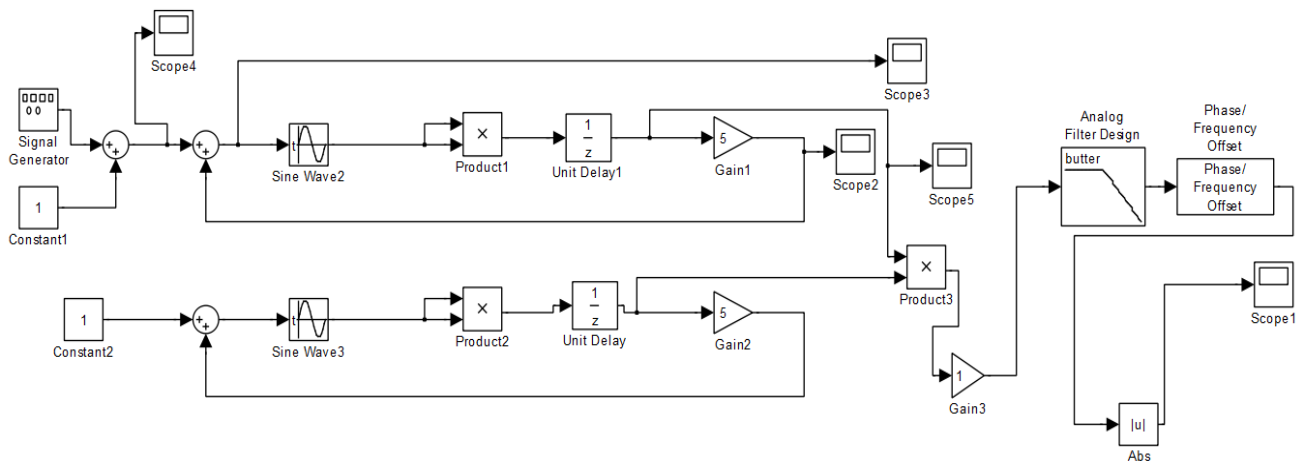 Scope4
Scope3
Signal
Generator
1
Constant1
+
+
+
+
t
Sine Wave2
×
Product1
1
z
Unit Delay1
5
Gain1
Scope2
Scope5
Analog
Filter Design
butter
Phase/
Frequency
Offset
Phase/
Frequency
Offset
1
Constant2
+
+
t
Sine Wave3
×
Product2
1
z
Unit Delay
5
Gain2
×
Product3
1
Gain3
|u|
Abs
Scope1